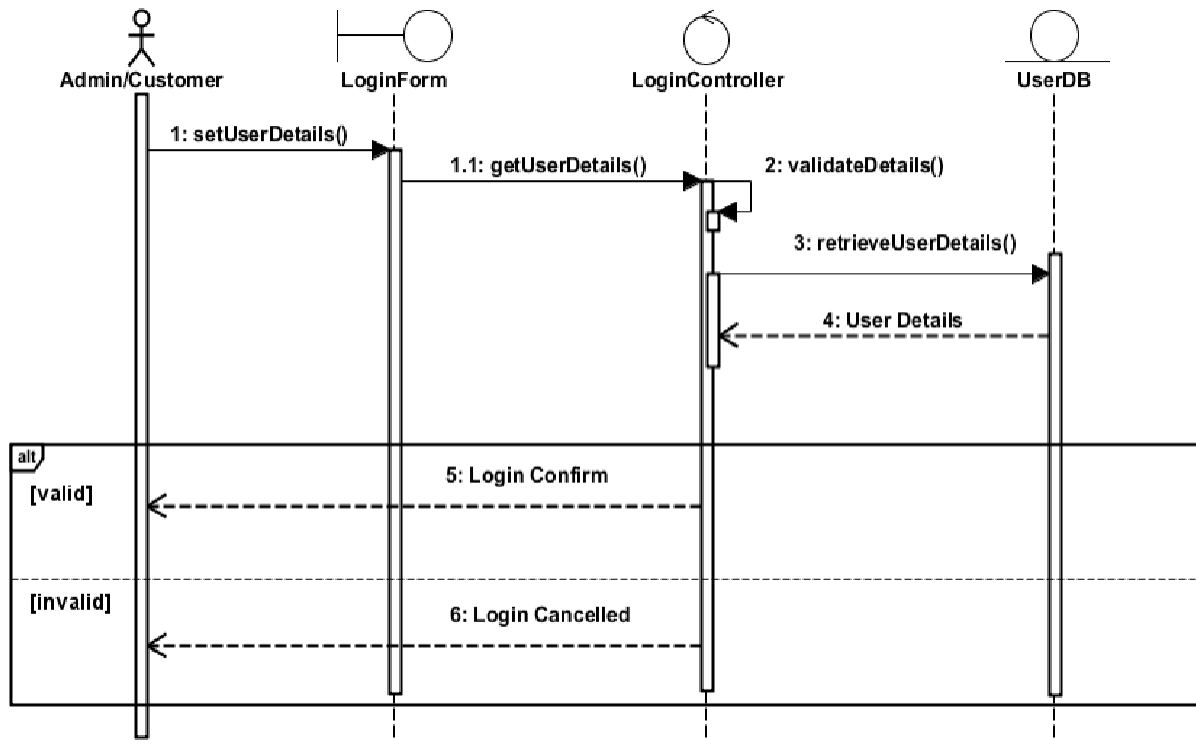 Admin/Customer
LoginForm
LoginController
UserDB
1: setUserDetails()
1.1: getUserDetails()
2: validateDetails()
3: retrieveUserDetails()
4: User Details
alt
[valid]
5: Login Confirm
[invalid]
6: Login Cancelled